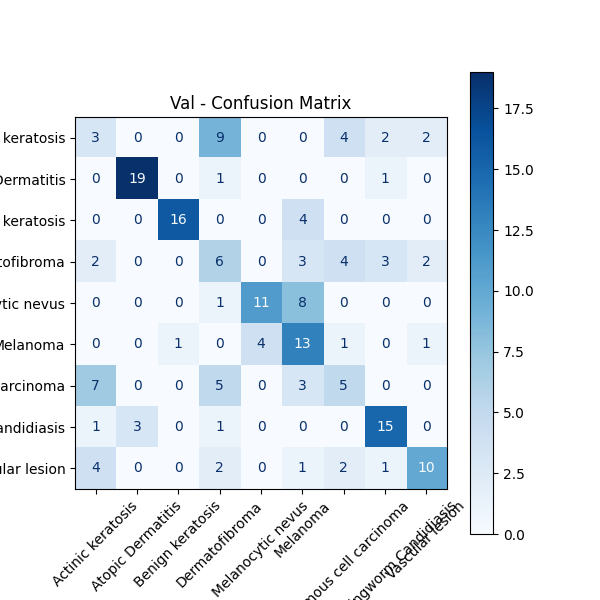 Val - Confusion Matrix
keratosis 3 0 0 9 0 0 4 2 2
Dermatitis 0 19 0 1 0 0 0 1 0
keratosis 0 0 16 0 0 4 0 0 0
tofibroma 2 0 0 6 0 3 4 3 2
ytic nevus 0 0 0 1 11 8 0 0 0
Melanoma 0 0 1 0 4 13 1 0 1
arcinoma 7 0 0 5 0 3 5 0 0
andidiasis 1 3 0 1 0 0 0 15 0
ular lesion 4 0 0 2 0 1 2 1 10
Actinic keratosis
Atopic Dermatitis
Benign keratosis
Dermatofibroma
Melanocytic nevus
Melanoma
mous cell carcinoma
ngworm Candidiasis
Vascular lesion
17.5
15.0
12.5
10.0
7.5
5.0
2.5
0.0